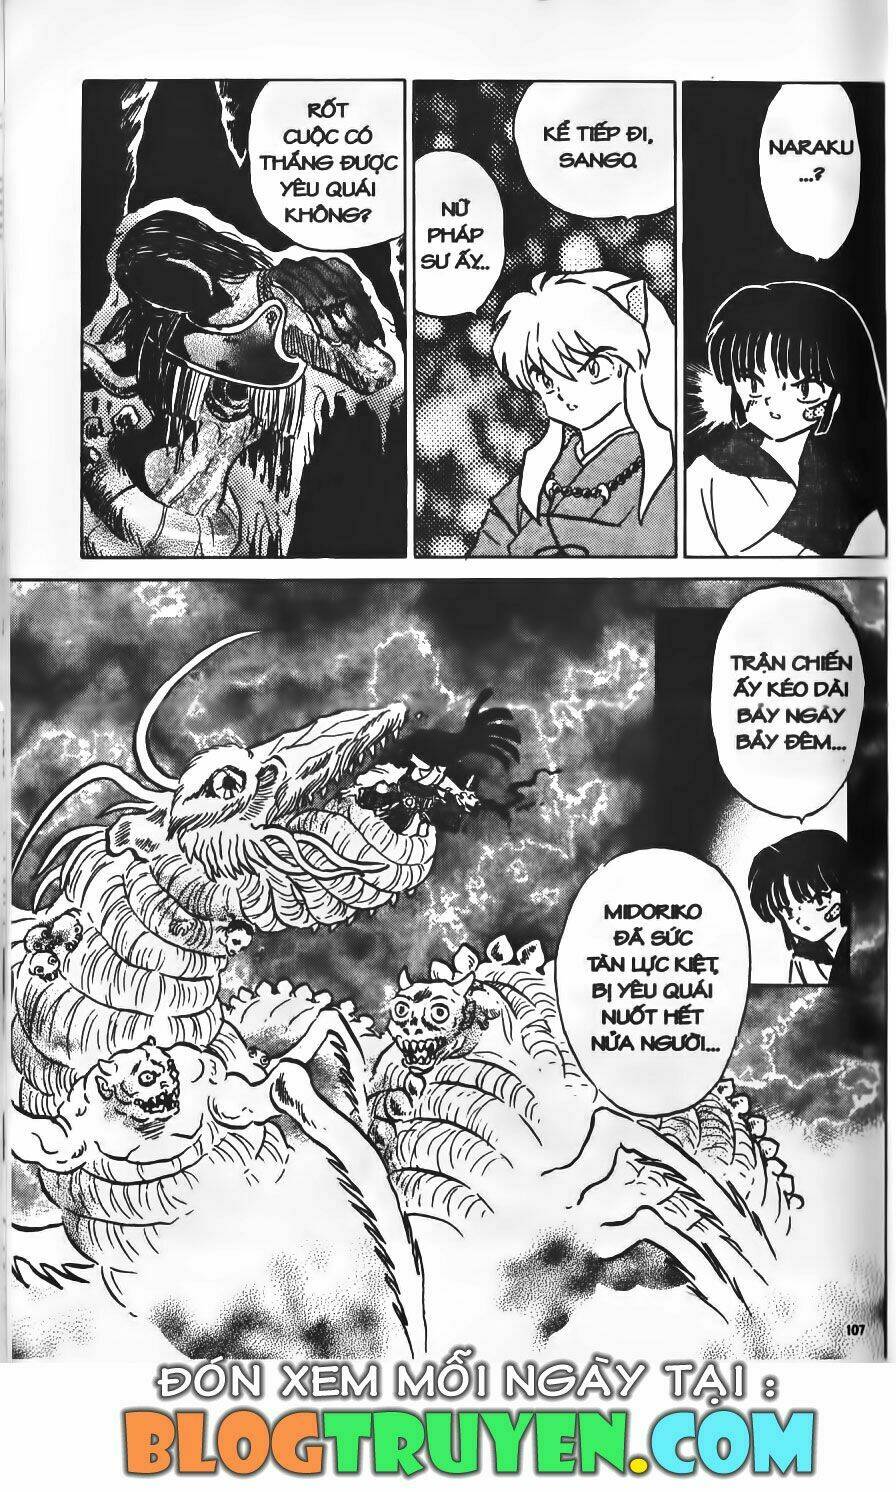 NARAKU
...?
KỂ TIẾP ĐI,
SANGO.
NỮ
PHÁP
SƯ ẤY...
RỐT
CUỘC CÓ
THẮNG ĐƯỢC
YÊU QUÁI
KHÔNG?
TRẬN CHIẾN
ẤY KÉO DÀI
BẢY NGÀY
BẢY ĐÊM...
MIDORIKO
ĐÃ SỨC
TÀN LỰC KIỆT,
BỊ YÊU QUÁI
NUỐT HẾT
NỬA NGƯỜI...
107
ĐÓN XEM MỖI NGÀY TẠI :
BLOGTRUYEN.COM